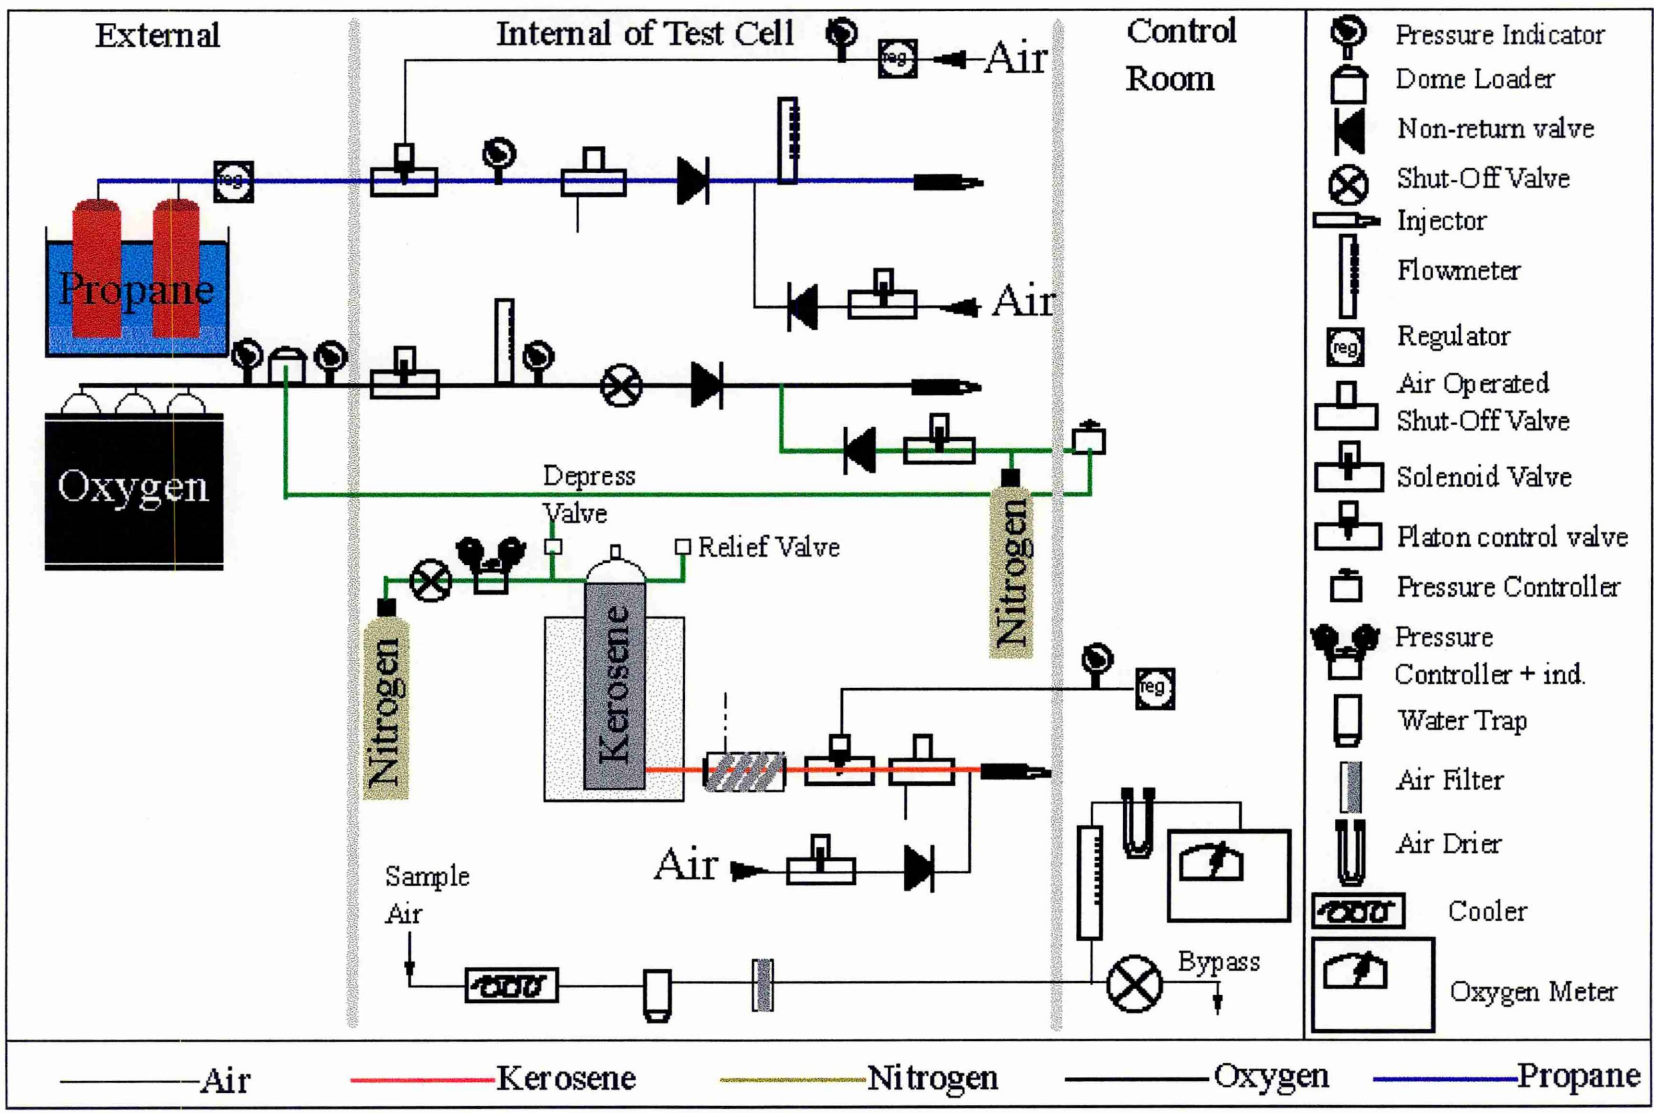 External
Internal of Test Cell
Control
Room
reg
Air
reg
Propane
Air
Oxygen
Depress
Valve
Relief Valve
Nitrogen
Nitrogen
Kerosene
reg
Air
Sample
Air
Bypass
Pressure Indicator
Dome Loader
Non-return valve
Shut-Off Valve
Injector
Flowmeter
reg
Regulator
Air Operated
Shut-Off Valve
Solenoid Valve
Platon control valve
Pressure Controller
Pressure
Controller + ind.
Water Trap
Air Filter
Air Drier
Cooler
Oxygen Meter
Air
Kerosene
Nitrogen
Oxygen
Propane